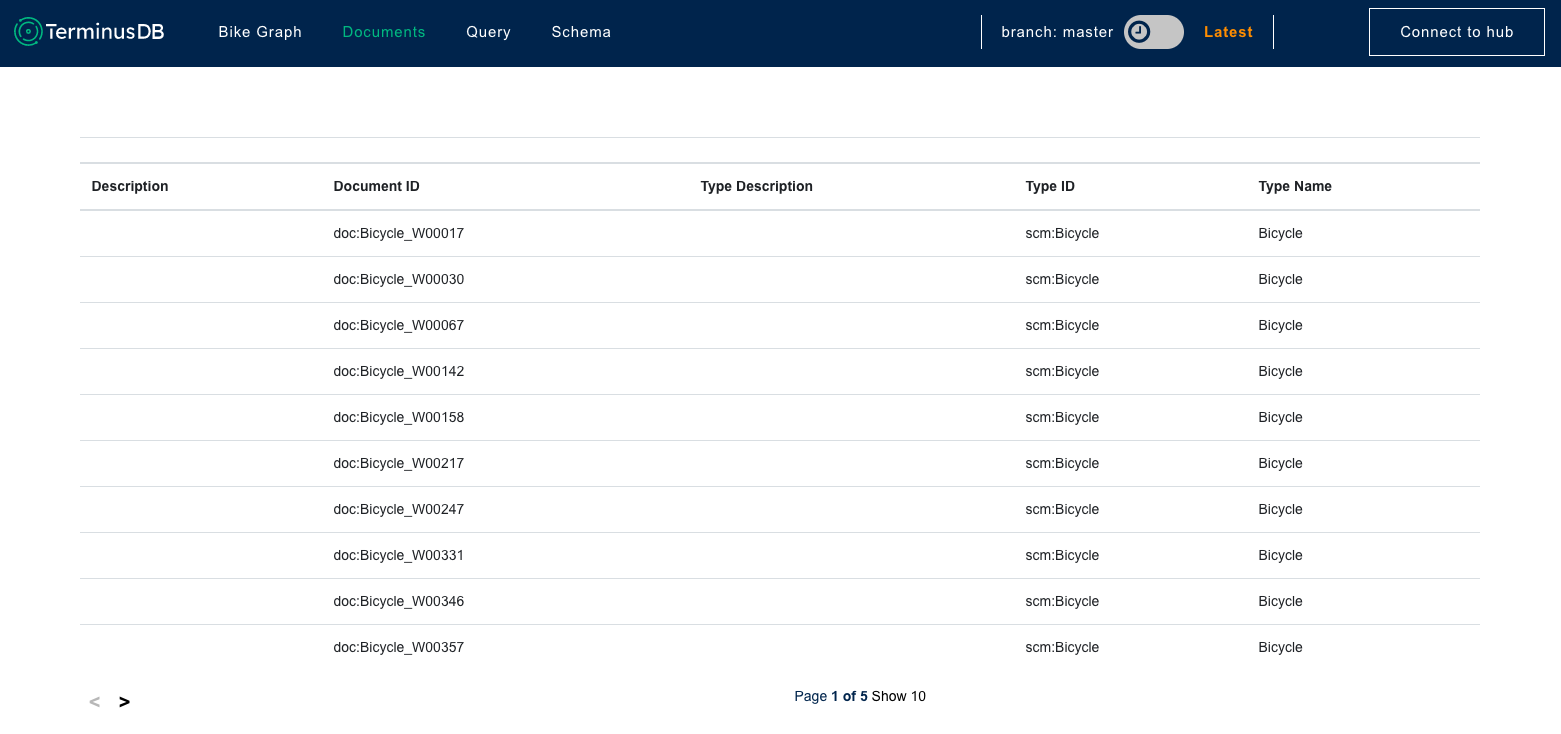 TerminusDB Bike Graph Documents Query Schema branch: master Latest Connect to hub
Description Document ID Type Description Type ID Type Name
doc:Bicycle_W00017 scm:Bicycle Bicycle
doc:Bicycle_W00030 scm:Bicycle Bicycle
doc:Bicycle_W00067 scm:Bicycle Bicycle
doc:Bicycle_W00142 scm:Bicycle Bicycle
doc:Bicycle_W00158 scm:Bicycle Bicycle
doc:Bicycle_W00217 scm:Bicycle Bicycle
doc:Bicycle_W00247 scm:Bicycle Bicycle
doc:Bicycle_W00331 scm:Bicycle Bicycle
doc:Bicycle_W00346 scm:Bicycle Bicycle
doc:Bicycle_W00357 scm:Bicycle Bicycle
< > Page 1 of 5 Show 10